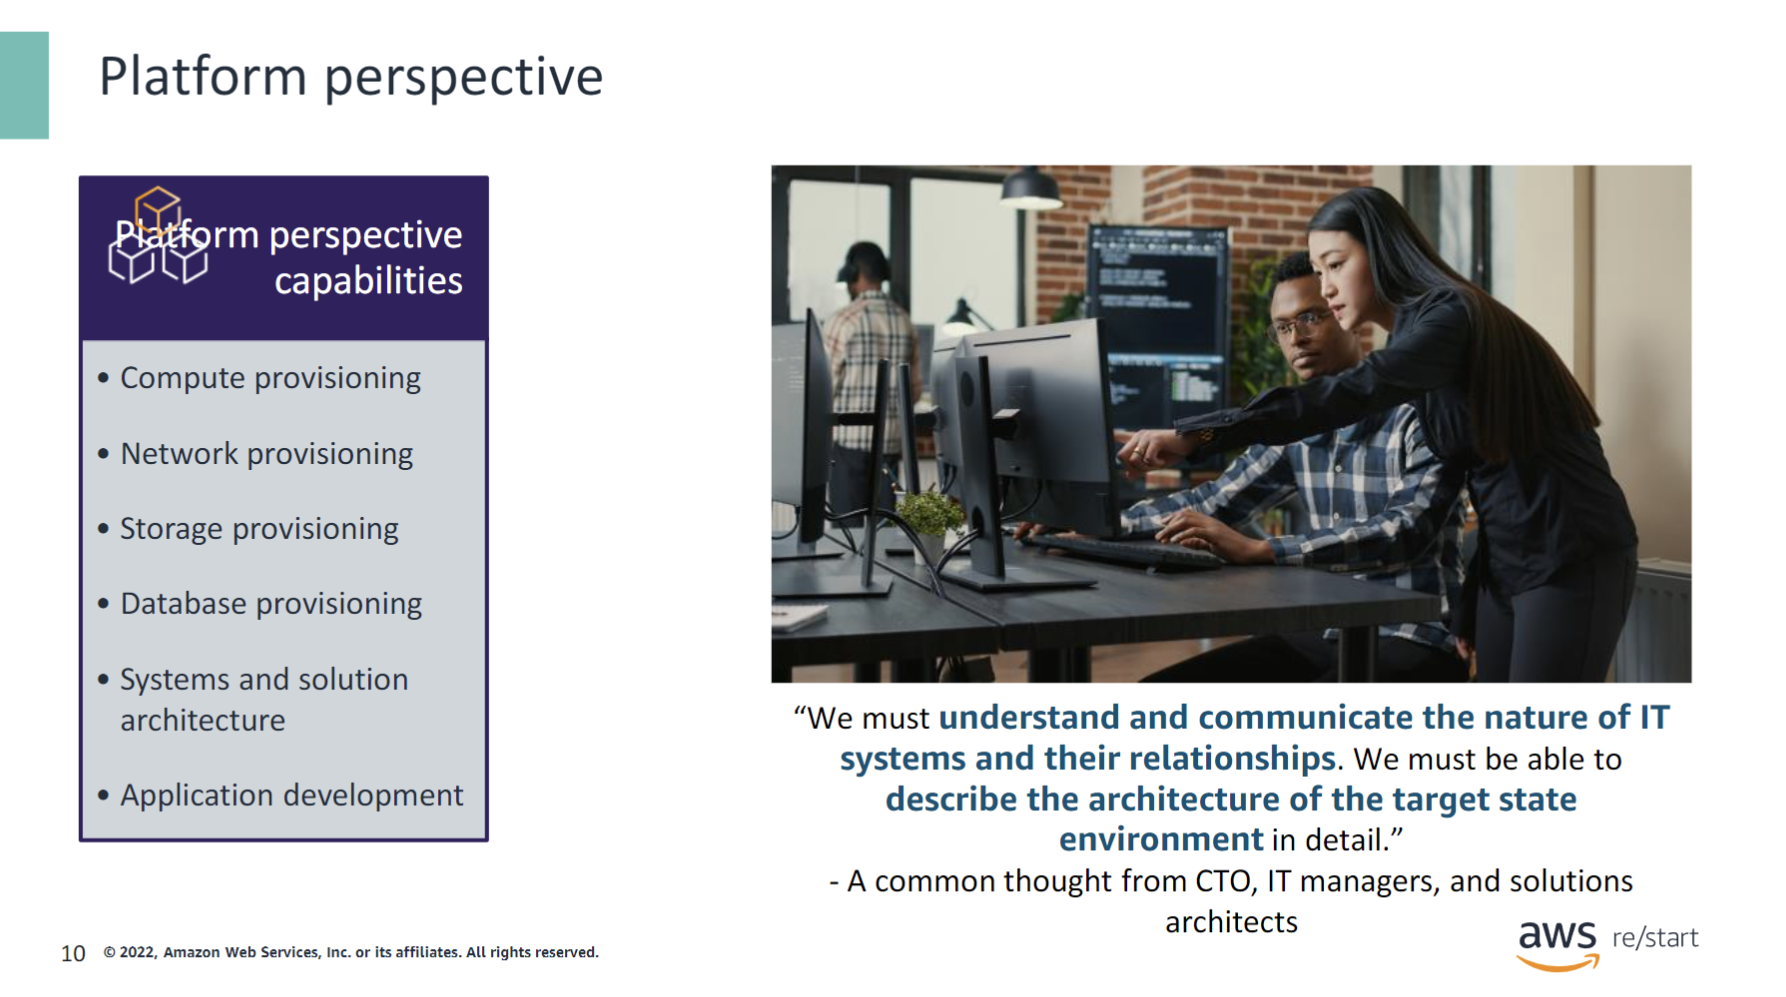 Platform perspective
Platform perspective
capabilities
• Compute provisioning
• Network provisioning
• Storage provisioning
• Database provisioning
• Systems and solution
architecture
• Application development
“We must understand and communicate the nature of IT
systems and their relationships. We must be able to
describe the architecture of the target state
environment in detail.”
- A common thought from CTO, IT managers, and solutions
architects
10 © 2022, Amazon Web Services, Inc. or its affiliates. All rights reserved.
aws re/start